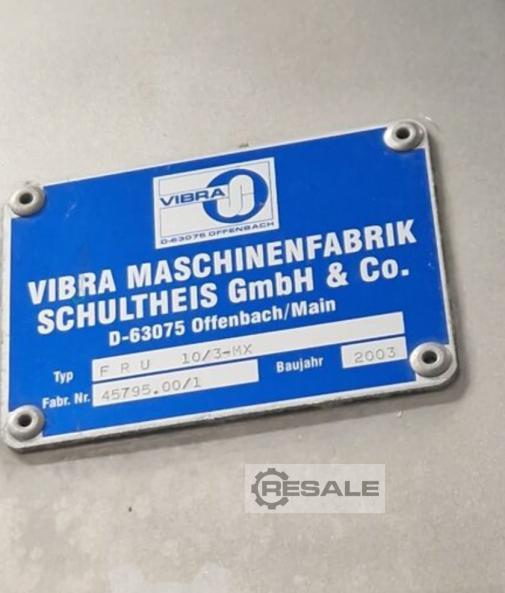 VIBRA
D-63075 OFFENBACH
VIBRA MASCHINENFABRIK
SCHULTHEIS GmbH & Co.
D-63075 Offenbach/Main
Typ FRU 10/3-MX
Fabr. Nr. 45795.00/1 Baujahr 2003
RESALE